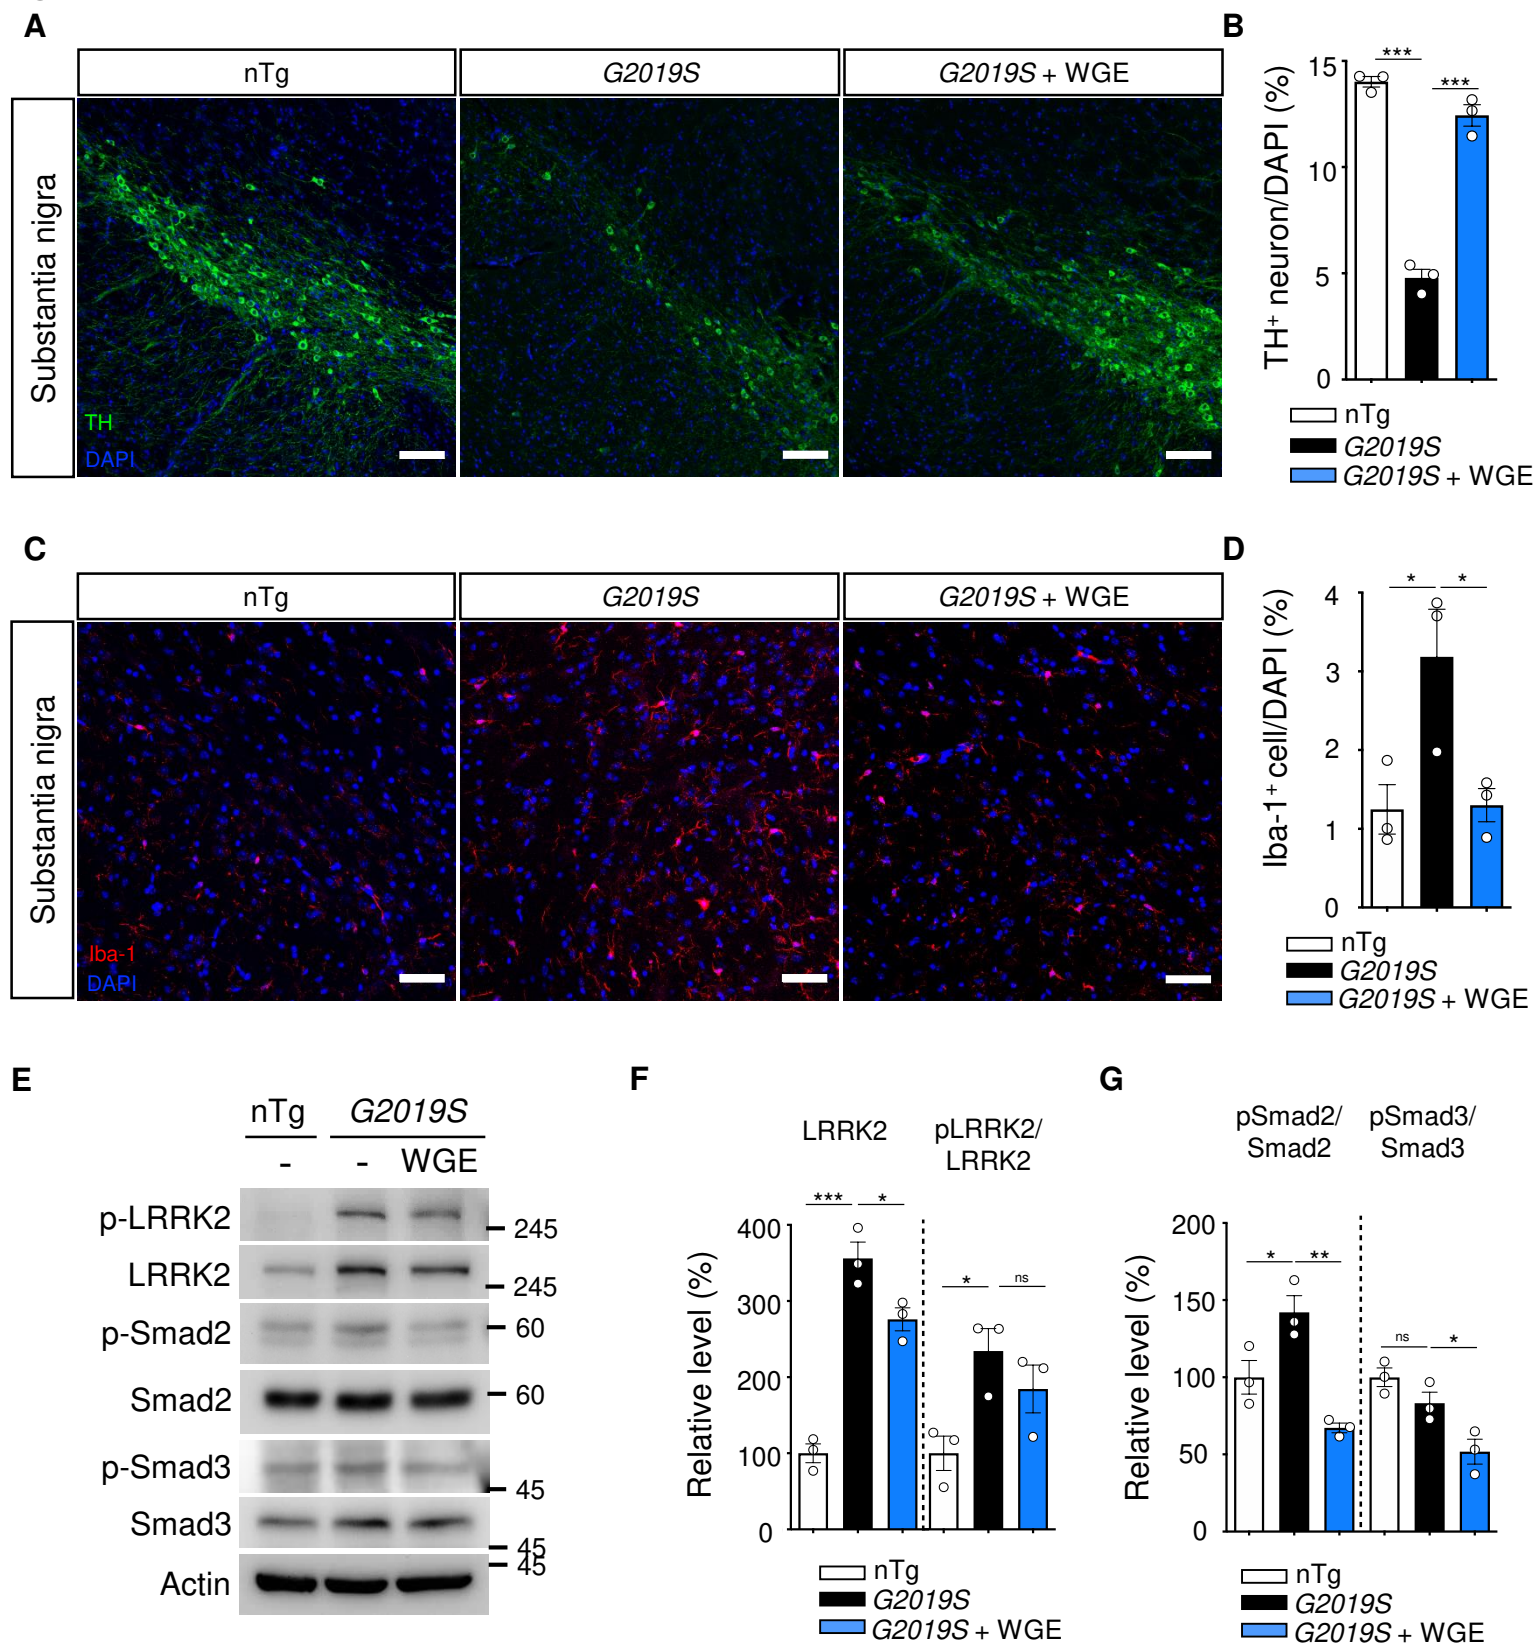 A
nTg
G2019S
G2019S + WGE
Substantia nigra
TH
DAPI
B
***
***
TH+ neuron/DAPI (%)
15
10
5
0
nTg
G2019S
G2019S + WGE
C
nTg
G2019S
G2019S + WGE
Substantia nigra
Iba-1
DAPI
D
*
*
Iba-1+ cell/DAPI (%)
4
3
2
1
0
nTg
G2019S
G2019S + WGE
E
nTg
G2019S
-
-
WGE
p-LRRK2
245
LRRK2
245
p-Smad2
60
Smad2
60
p-Smad3
45
Smad3
45
Actin
45
F
LRRK2
pLRRK2/
LRRK2
***
*
*
ns
Relative level (%)
400
300
200
100
0
nTg
G2019S
G2019S + WGE
G
pSmad2/
Smad2
pSmad3/
Smad3
*
**
ns
*
Relative level (%)
200
150
100
50
0
nTg
G2019S
G2019S + WGE